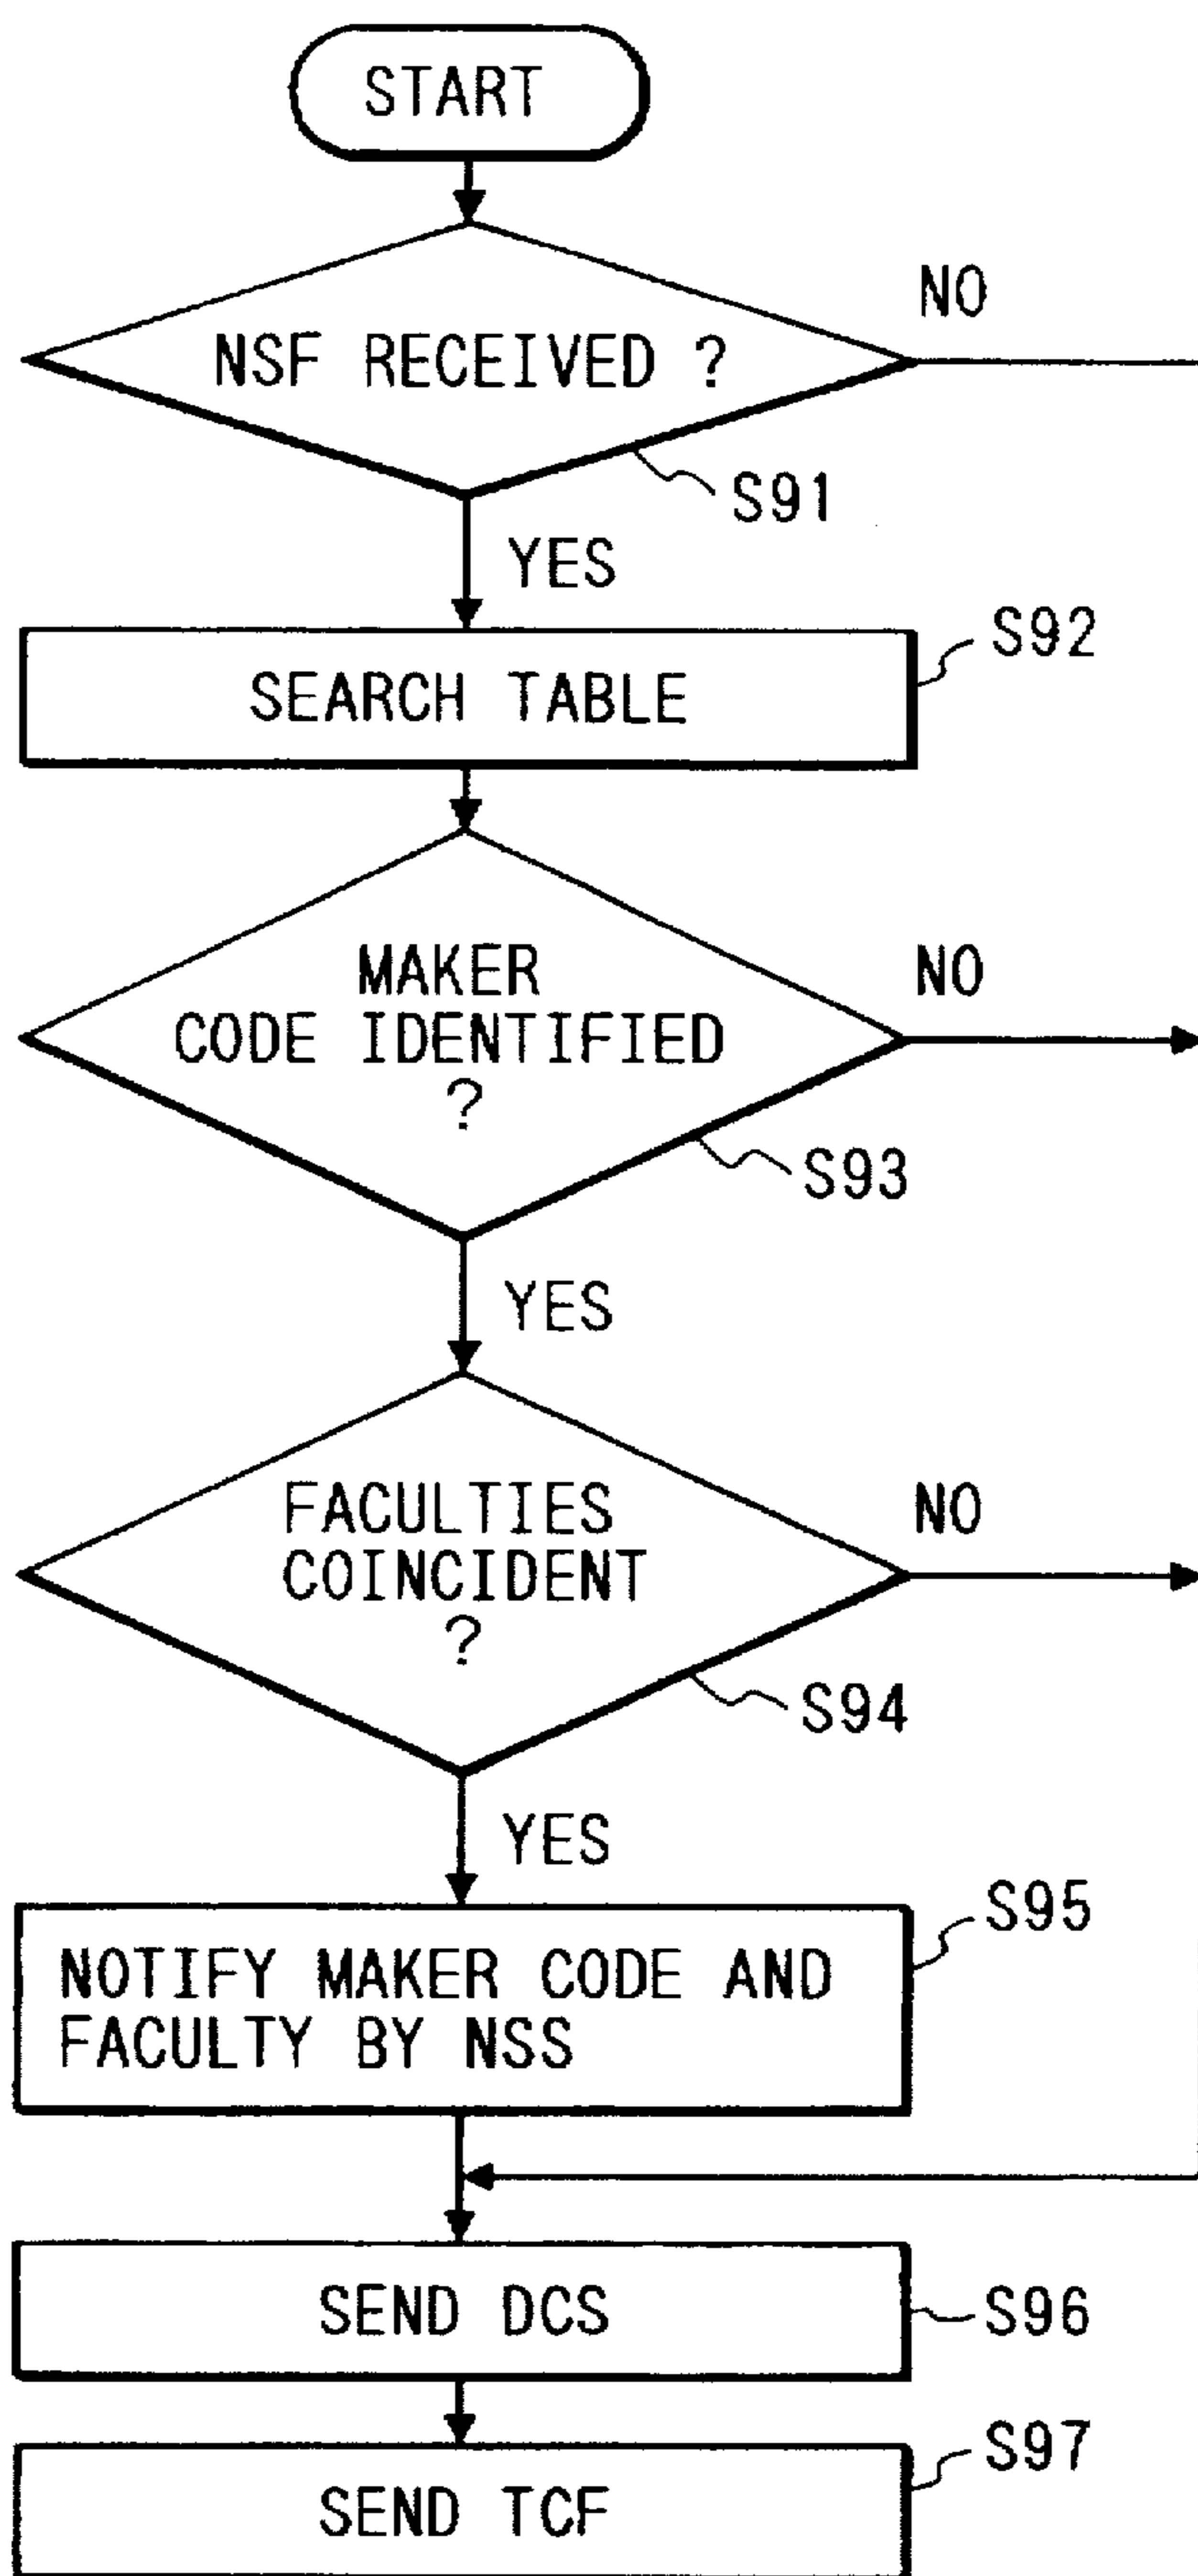 START
NSF RECEIVED ?
NO
S91
YES
SEARCH TABLE
S92
MAKER
CODE IDENTIFIED
?
NO
S93
YES
FACULTIES
COINCIDENT
?
NO
S94
YES
NOTIFY MAKER CODE AND
FACULTY BY NSS
S95
SEND DCS
S96
SEND TCF
S97